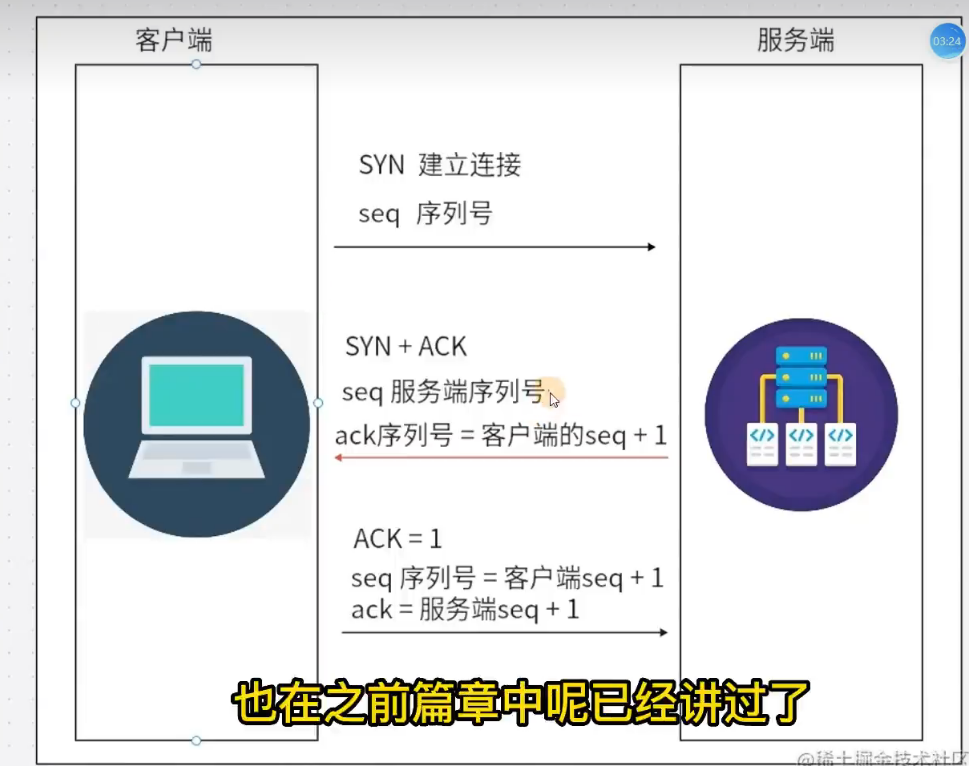 客户端
服务端
03:24
SYN 建立连接
seq 序列号
SYN + ACK
seq 服务端序列号
ack序列号 = 客户端的seq + 1
ACK = 1
seq 序列号 = 客户端seq + 1
ack = 服务端seq + 1
也在之前篇章中呢已经讲过了
@稀土掘金技术社区